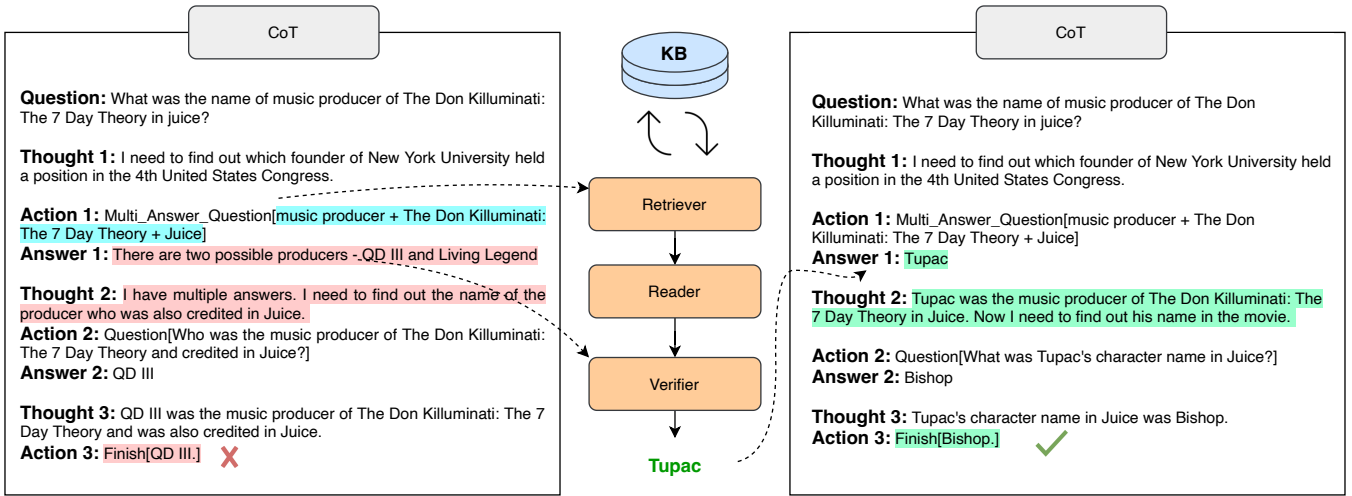 CoT
Question: What was the name of music producer of The Don Killuminati:
The 7 Day Theory in juice?
Thought 1: I need to find out which founder of New York University held
a position in the 4th United States Congress.
Action 1: Multi_Answer_Question[music producer + The Don Killuminati:
The 7 Day Theory + Juice]
Answer 1: There are two possible producers - QD III and Living Legend
Thought 2: I have multiple answers. I need to find out the name of the
producer who was also credited in Juice.
Action 2: Question[Who was the music producer of The Don Killuminati:
The 7 Day Theory and credited in Juice?]
Answer 2: QD III
Thought 3: QD III was the music producer of The Don Killuminati: The 7
Day Theory and was also credited in Juice.
Action 3: Finish[QD III.]
KB
Retriever
Reader
Verifier
Tupac
CoT
Question: What was the name of music producer of The Don
Killuminati: The 7 Day Theory in juice?
Thought 1: I need to find out which founder of New York University held
a position in the 4th United States Congress.
Action 1: Multi_Answer_Question[music producer + The Don
Killuminati: The 7 Day Theory + Juice]
Answer 1: Tupac
Thought 2: Tupac was the music producer of The Don Killuminati: The
7 Day Theory in Juice. Now I need to find out his name in the movie.
Action 2: Question[What was Tupac's character name in Juice?]
Answer 2: Bishop
Thought 3: Tupac's character name in Juice was Bishop.
Action 3: Finish[Bishop.]